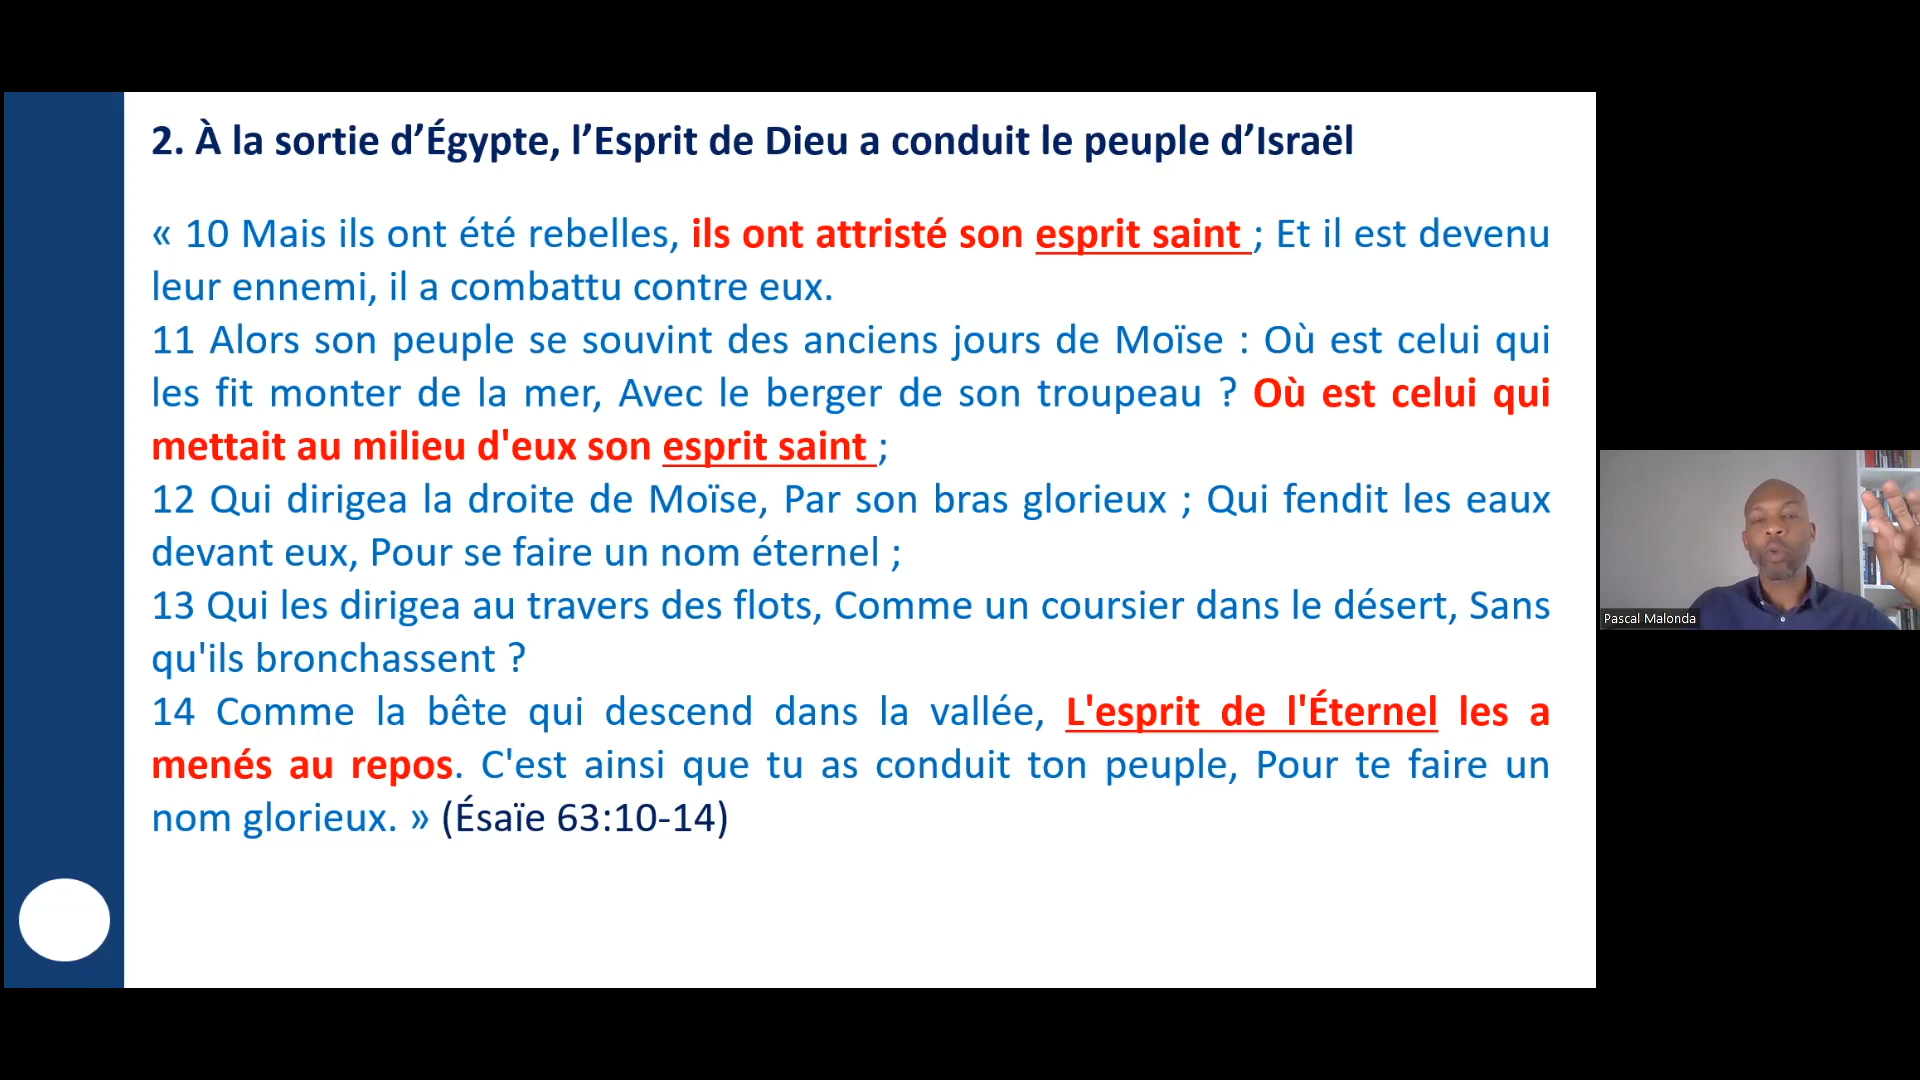 2. À la sortie d’Égypte, l’Esprit de Dieu a conduit le peuple d’Israël
« 10 Mais ils ont été rebelles, ils ont attristé son esprit saint ; Et il est devenu
leur ennemi, il a combattu contre eux.
11 Alors son peuple se souvint des anciens jours de Moïse : Où est celui qui
les fit monter de la mer, Avec le berger de son troupeau ? Où est celui qui
mettait au milieu d'eux son esprit saint ;
12 Qui dirigea la droite de Moïse, Par son bras glorieux ; Qui fendit les eaux
devant eux, Pour se faire un nom éternel ;
13 Qui les dirigea au travers des flots, Comme un coursier dans le désert, Sans
qu'ils bronchassent ?
14 Comme la bête qui descend dans la vallée, L'esprit de l'Éternel les a
menés au repos. C'est ainsi que tu as conduit ton peuple, Pour te faire un
nom glorieux. » (Ésaïe 63:10-14)
Pascal Malonda